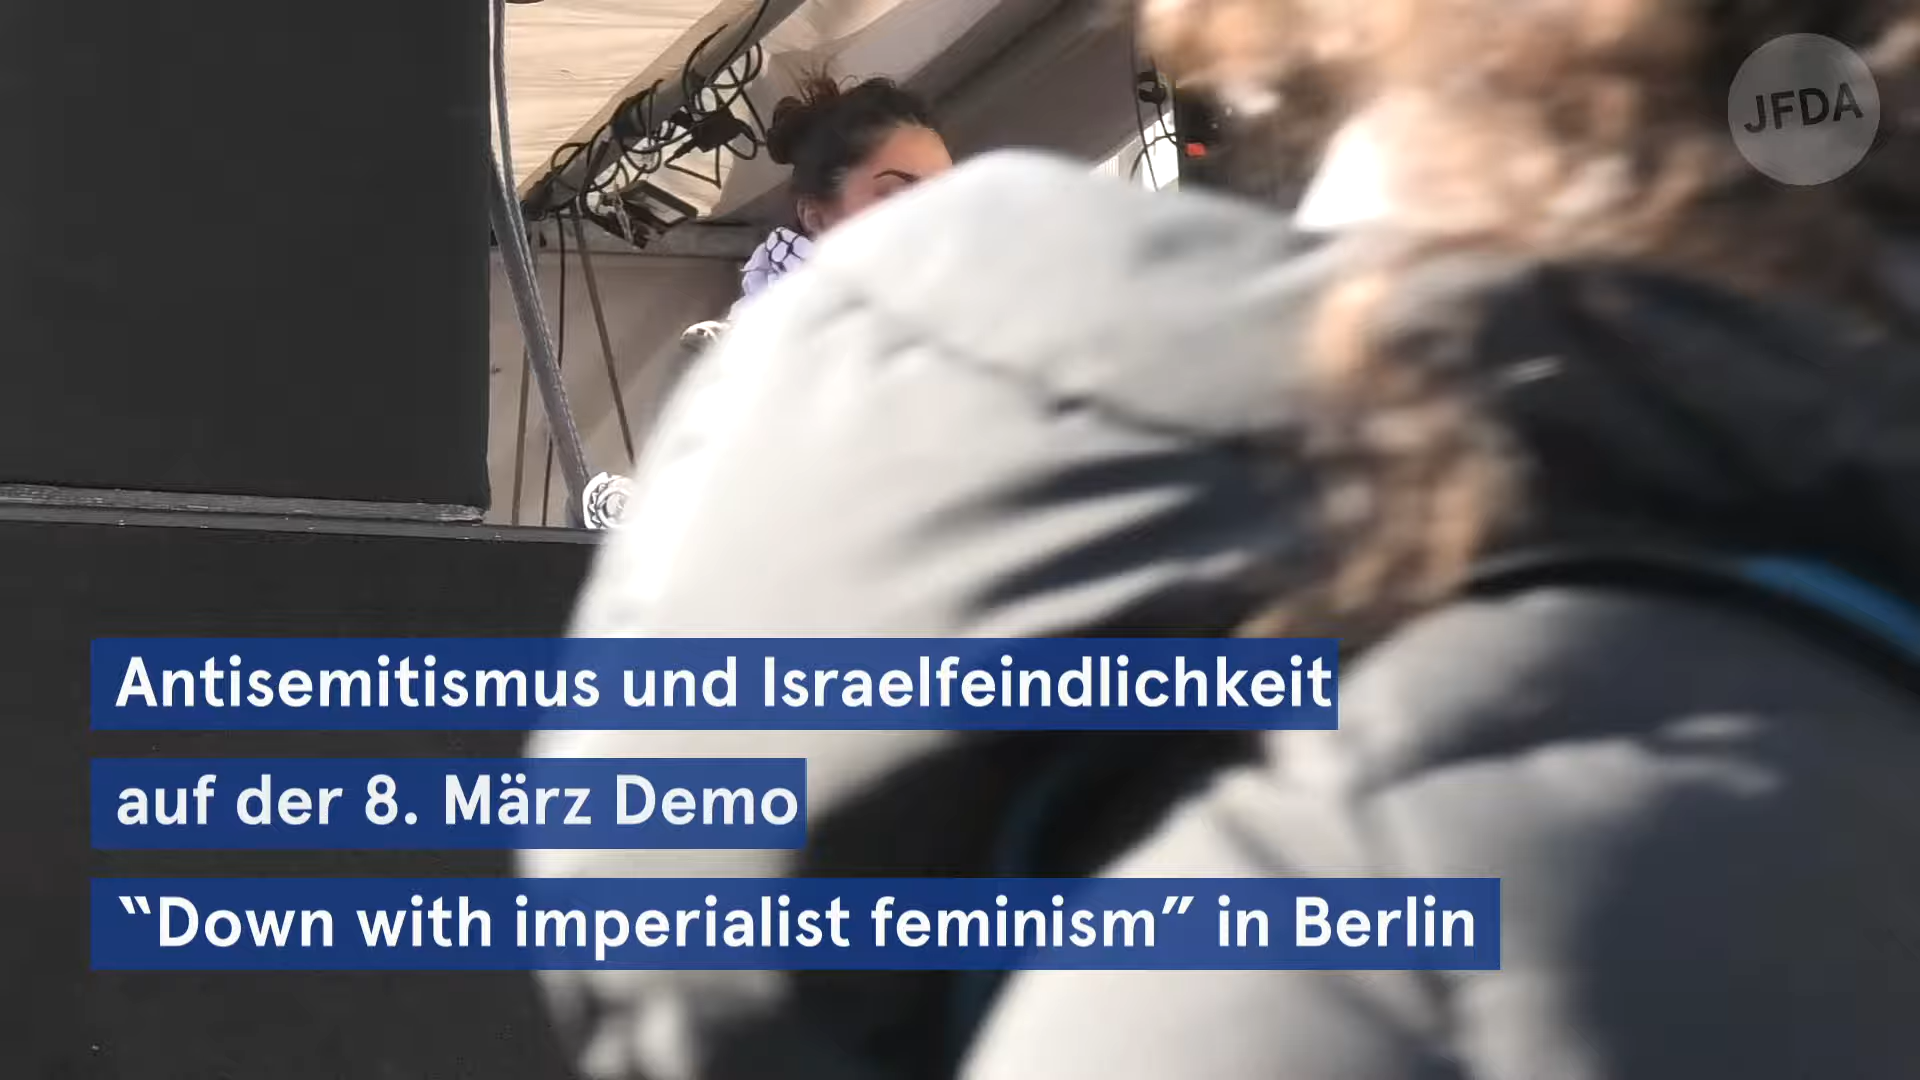 JFDA
Antisemitismus und Israelfeindlichkeit
auf der 8. März Demo
“Down with imperialist feminism” in Berlin